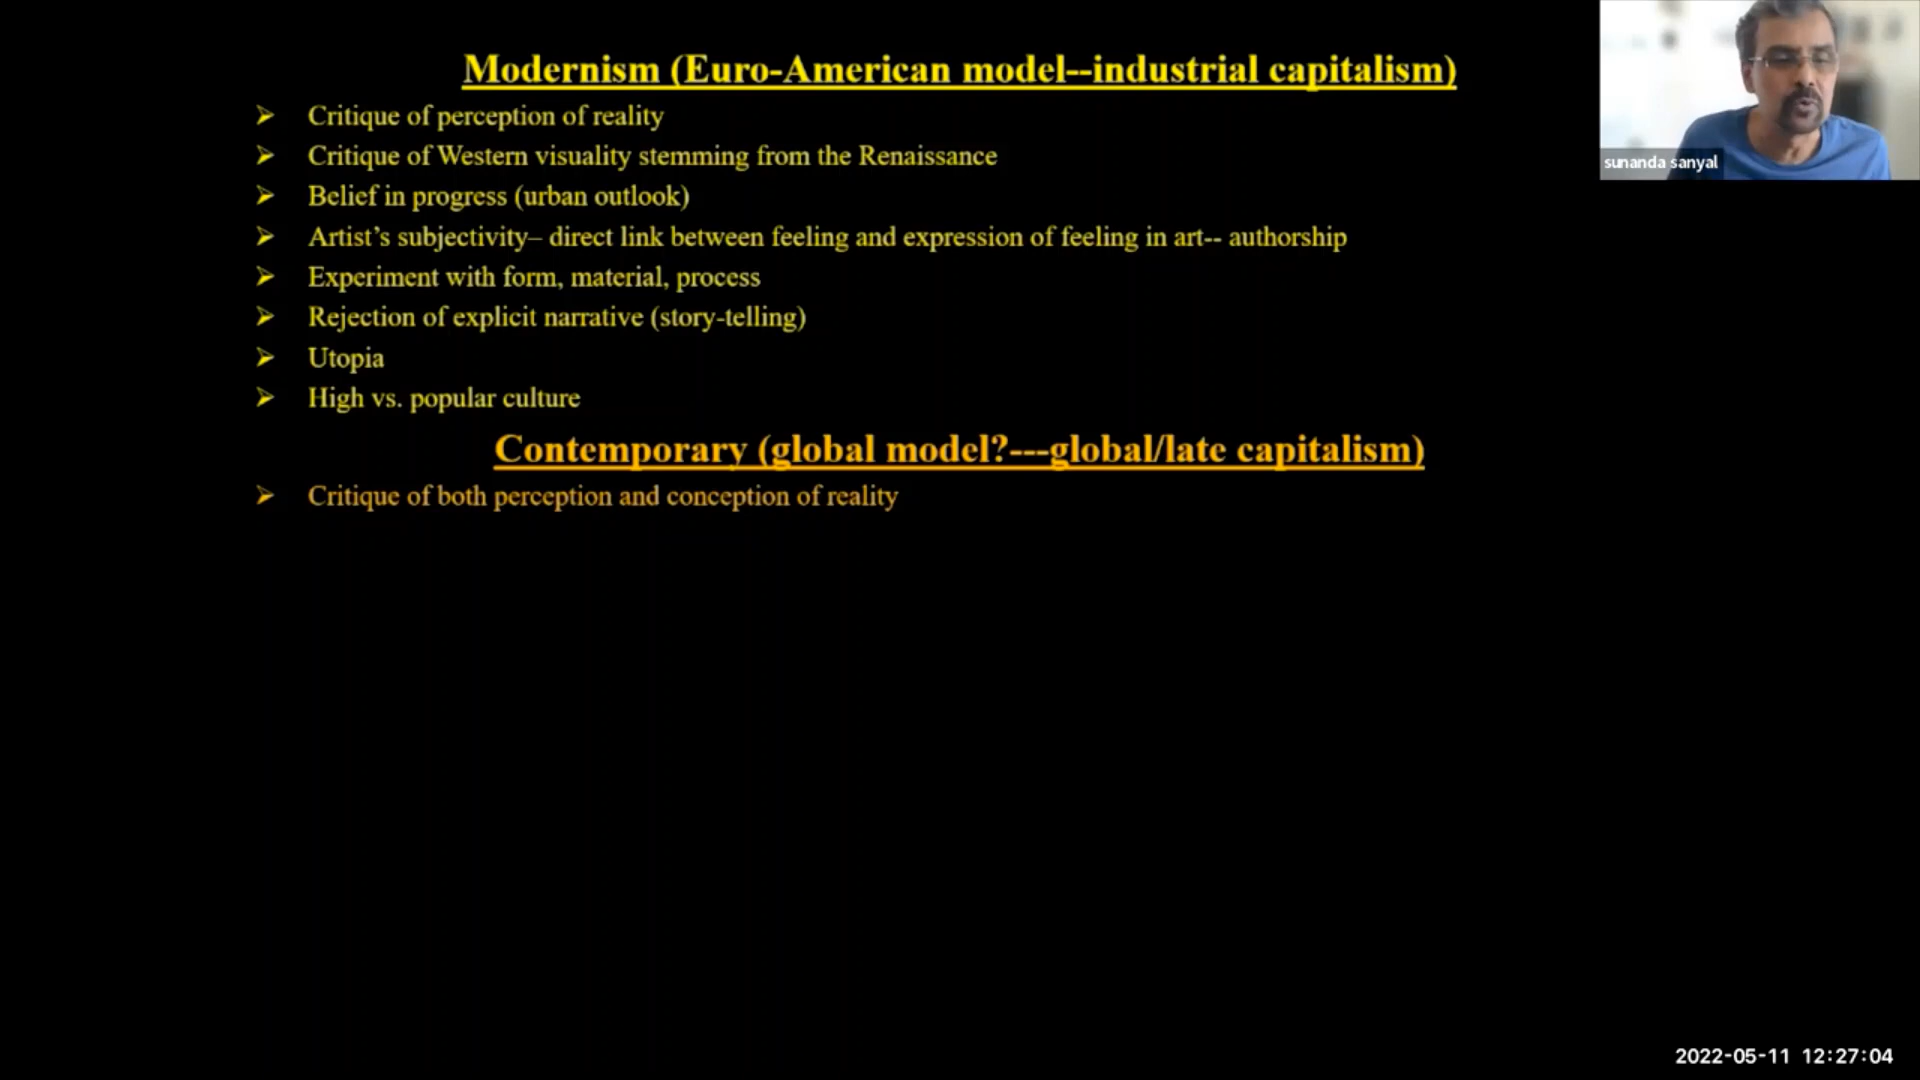 Modernism (Euro-American model--industrial capitalism)
➢ Critique of perception of reality
➢ Critique of Western visuality stemming from the Renaissance
➢ Belief in progress (urban outlook)
➢ Artist’s subjectivity– direct link between feeling and expression of feeling in art-- authorship
➢ Experiment with form, material, process
➢ Rejection of explicit narrative (story-telling)
➢ Utopia
➢ High vs. popular culture
Contemporary (global model?---global/late capitalism)
➢ Critique of both perception and conception of reality
sunanda sanyal
2022-05-11 12:27:04